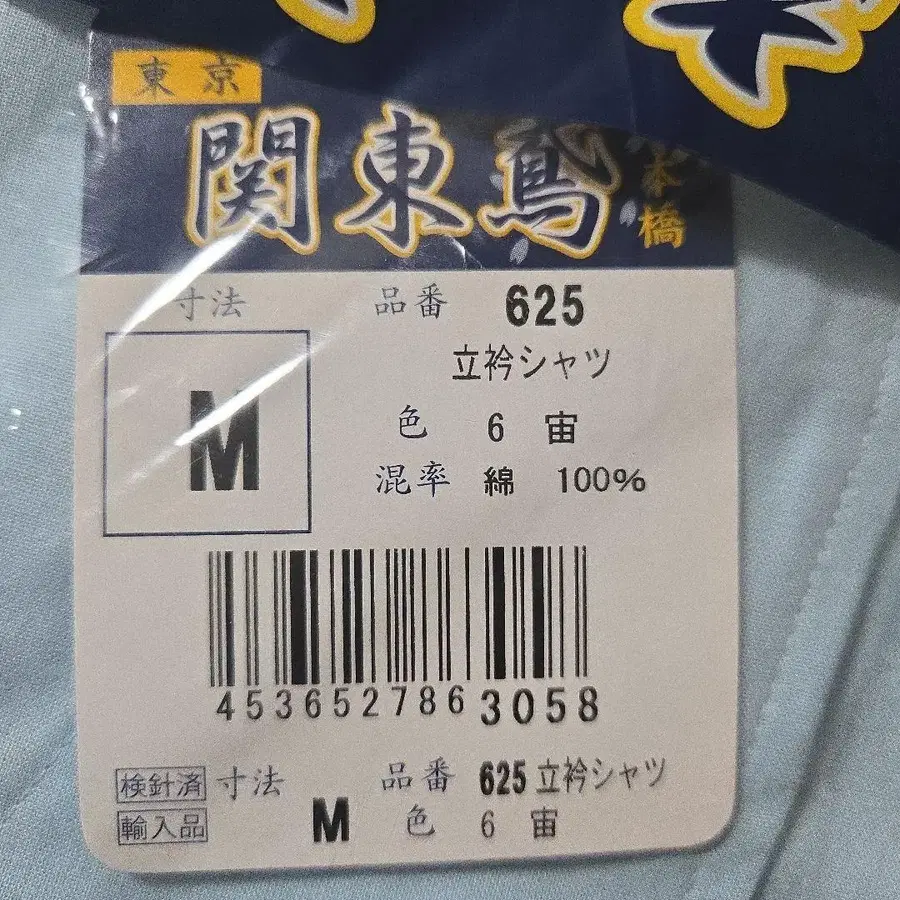 東京
関東鳶
本橋
寸法 品番 625
立衿シャツ
M
色 6 宙
混率 綿 100%
4536527863058
検針済 寸法 品番 625 立衿シャツ
輸入品 M 色 6 宙